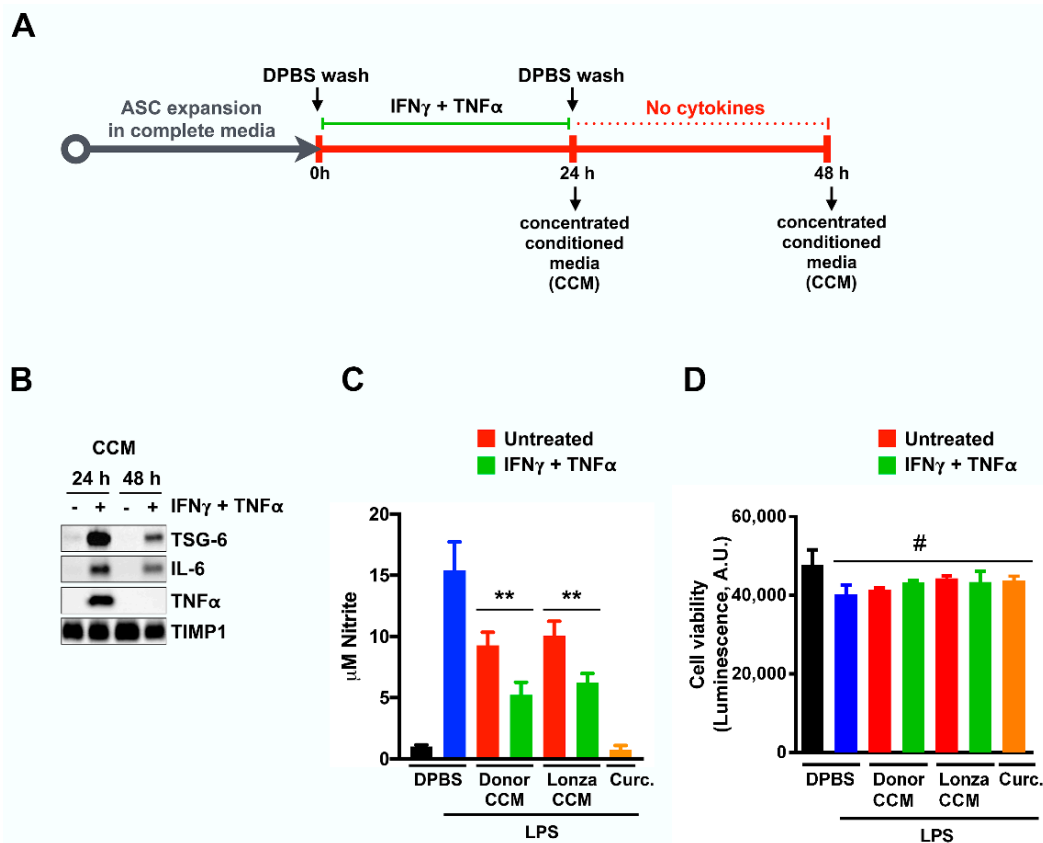 A
DPBS wash
DPBS wash
ASC expansion
in complete media
IFNγ + TNFα
No cytokines
0h
24 h
48 h
concentrated
conditioned
media
(CCM)
concentrated
conditioned
media
(CCM)
B
CCM
24 h 48 h
- + - + IFNγ + TNFα
TSG-6
IL-6
TNFα
TIMP1
C
Untreated
IFNγ + TNFα
µM Nitrite
20
15
10
5
0
** **
DPBS Donor CCM Lonza CCM Curc.
LPS
D
Untreated
IFNγ + TNFα
Cell viability
(Luminescence, A.U.)
60,000
40,000
20,000
0
#
DPBS Donor CCM Lonza CCM Curc.
LPS